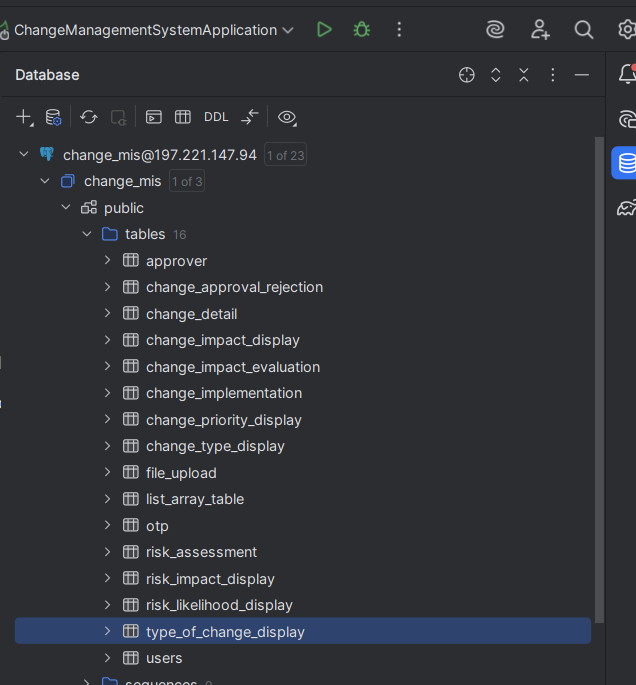 ChangeManagementSystemApplication
Database
DDL
change_mis@197.221.147.94 1 of 23
change_mis 1 of 3
public
tables 16
approver
change_approval_rejection
change_detail
change_impact_display
change_impact_evaluation
change_implementation
change_priority_display
change_type_display
file_upload
list_array_table
otp
risk_assessment
risk_impact_display
risk_likelihood_display
type_of_change_display
users
sequences